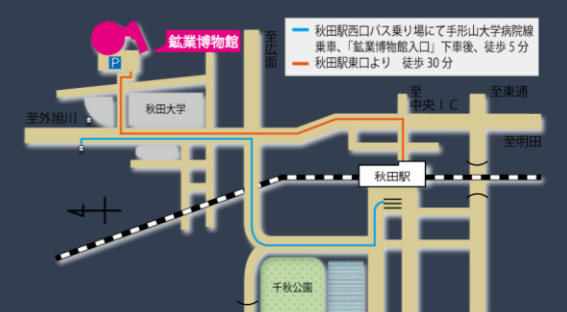 秋田駅西口バス乗り場にて手形山大学病院線
乗車、「鉱業博物館入口」下車後、徒歩5分
秋田駅東口より 徒歩30分
鉱業博物館
P
至広面
至外旭川
秋田大学
至
中央IC
至東通
至明田
秋田駅
千秋公園